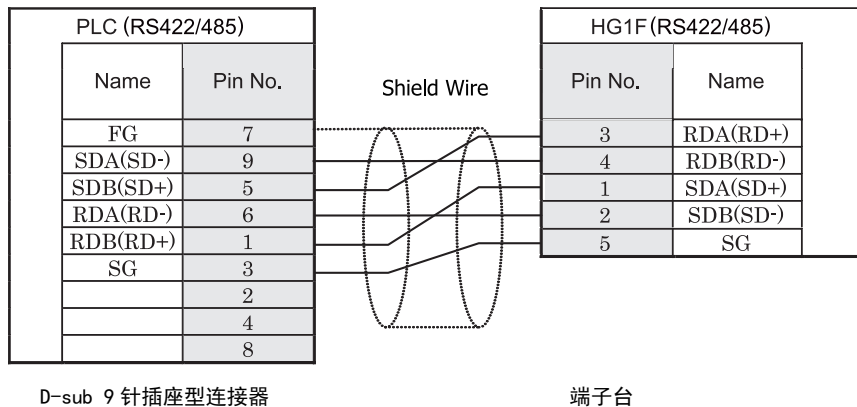 PLC (RS422/485)
HG1F(RS422/485)
Name Pin No.
Shield Wire
Pin No. Name
FG 7
SDA(SD-) 9
SDB(SD+) 5
RDA(RD-) 6
RDB(RD+) 1
SG 3
2
4
8
3 RDA(RD+)
4 RDB(RD-)
1 SDA(SD+)
2 SDB(SD-)
5 SG
D-sub 9 针插座型连接器
端子台